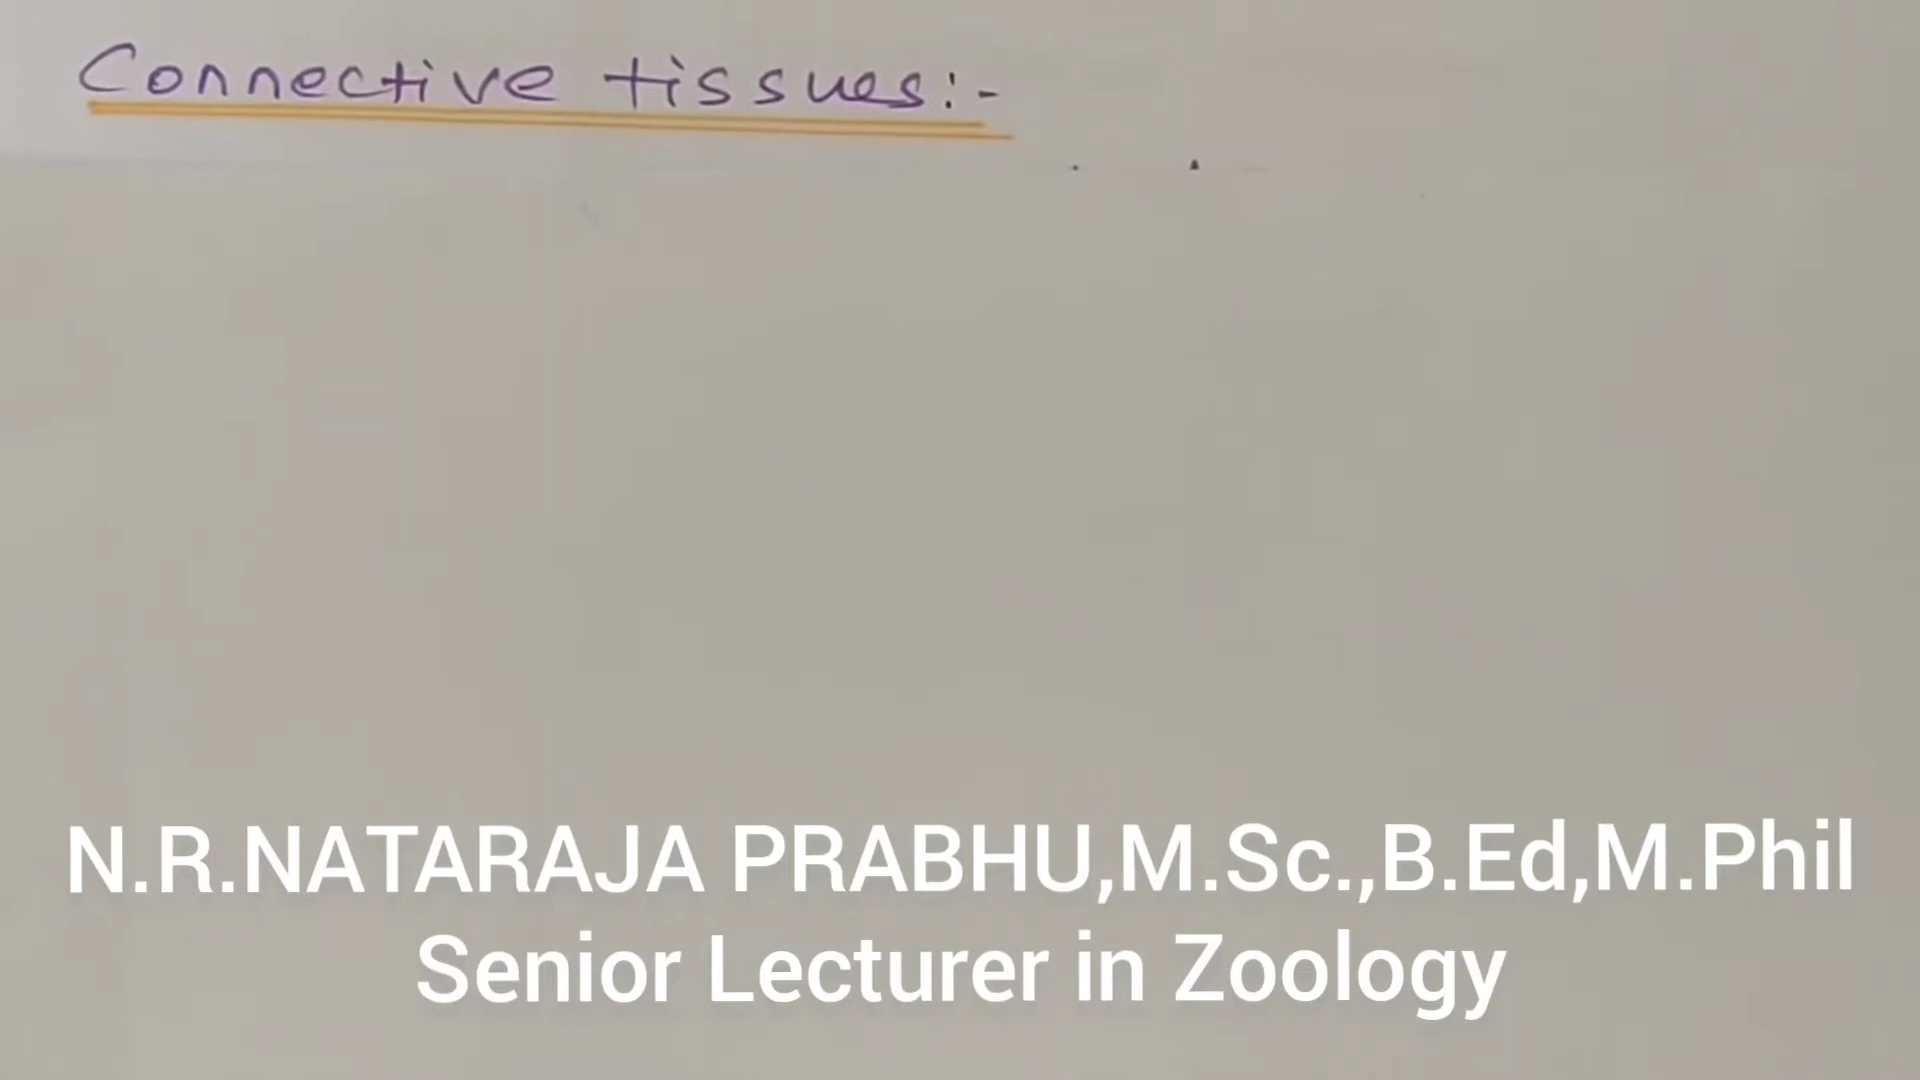 Connective tissues:-
N.R.NATARAJA PRABHU,M.Sc.,B.Ed,M.Phil
Senior Lecturer in Zoology